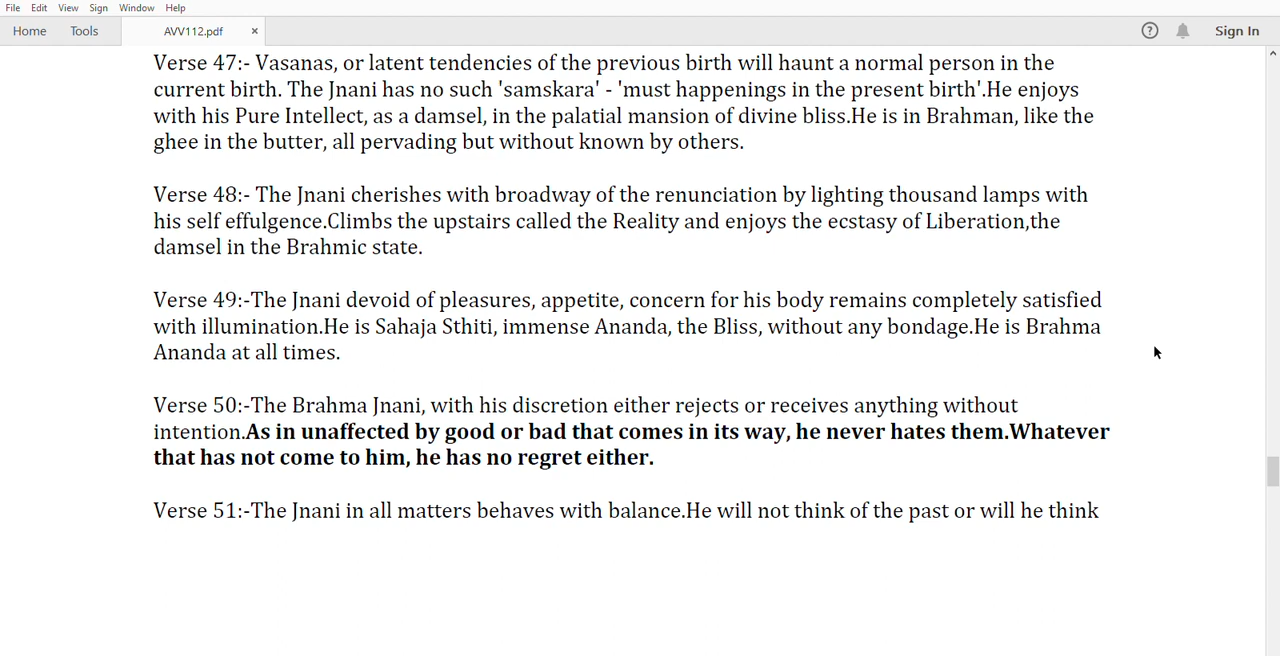 File Edit View Sign Window Help
Home Tools AVV112.pdf × ? Sign In
Verse 47:- Vasanas, or latent tendencies of the previous birth will haunt a normal person in the
current birth. The Jnani has no such 'samskara' - 'must happenings in the present birth'.He enjoys
with his Pure Intellect, as a damsel, in the palatial mansion of divine bliss.He is in Brahman, like the
ghee in the butter, all pervading but without known by others.
Verse 48:- The Jnani cherishes with broadway of the renunciation by lighting thousand lamps with
his self effulgence.Climbs the upstairs called the Reality and enjoys the ecstasy of Liberation,the
damsel in the Brahmic state.
Verse 49:-The Jnani devoid of pleasures, appetite, concern for his body remains completely satisfied
with illumination.He is Sahaja Sthiti, immense Ananda, the Bliss, without any bondage.He is Brahma
Ananda at all times.
Verse 50:-The Brahma Jnani, with his discretion either rejects or receives anything without
intention.As in unaffected by good or bad that comes in its way, he never hates them.Whatever
that has not come to him, he has no regret either.
Verse 51:-The Jnani in all matters behaves with balance.He will not think of the past or will he think